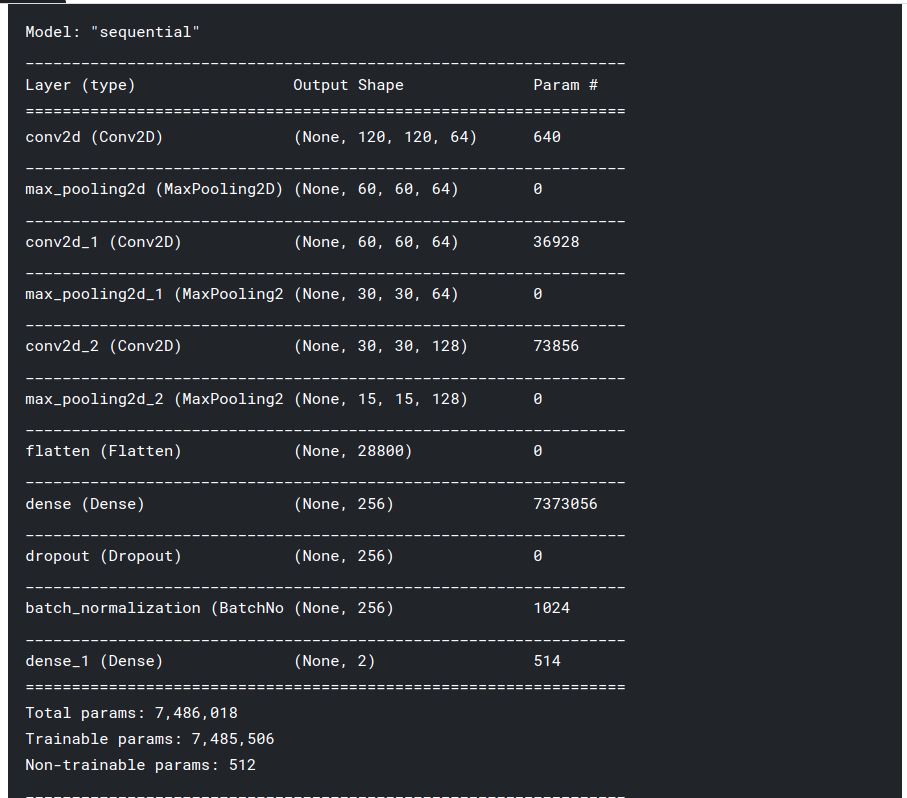 Model: "sequential"
_________________________________________________________________
Layer (type)                 Output Shape              Param #
=================================================================
conv2d (Conv2D)              (None, 120, 120, 64)      640
_________________________________________________________________
max_pooling2d (MaxPooling2D) (None, 60, 60, 64)        0
_________________________________________________________________
conv2d_1 (Conv2D)            (None, 60, 60, 64)        36928
_________________________________________________________________
max_pooling2d_1 (MaxPooling2 (None, 30, 30, 64)        0
_________________________________________________________________
conv2d_2 (Conv2D)            (None, 30, 30, 128)       73856
_________________________________________________________________
max_pooling2d_2 (MaxPooling2 (None, 15, 15, 128)       0
_________________________________________________________________
flatten (Flatten)            (None, 28800)             0
_________________________________________________________________
dense (Dense)                (None, 256)               7373056
_________________________________________________________________
dropout (Dropout)            (None, 256)               0
_________________________________________________________________
batch_normalization (BatchNo (None, 256)               1024
_________________________________________________________________
dense_1 (Dense)              (None, 2)                 514
=================================================================
Total params: 7,486,018
Trainable params: 7,485,506
Non-trainable params: 512
_________________________________________________________________